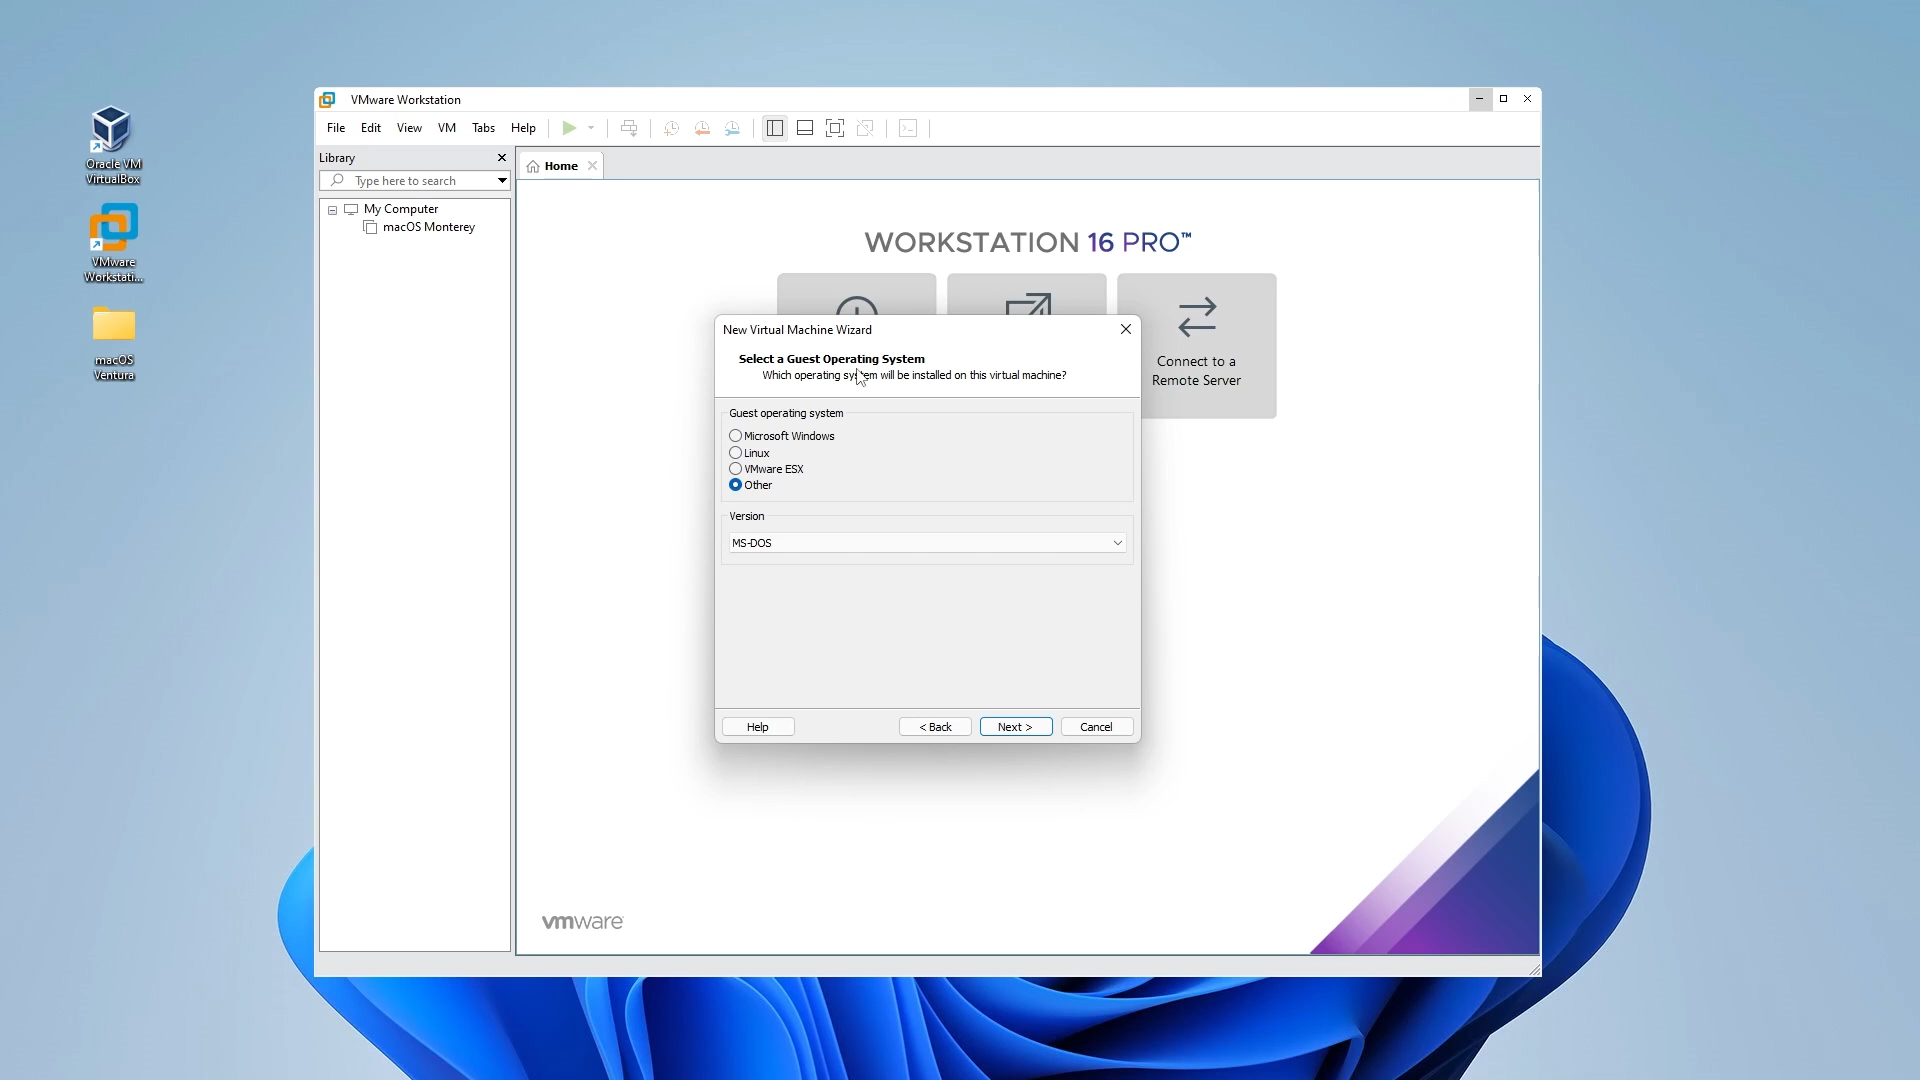 Oracle VM
VirtualBox
VMware
Workstati...
macOS
Ventura
VMware Workstation
File Edit View VM Tabs Help
Library
Type here to search
My Computer
macOS Monterey
Home
WORKSTATION 16 PRO™
Connect to a
Remote Server
New Virtual Machine Wizard
Select a Guest Operating System
Which operating system will be installed on this virtual machine?
Guest operating system
Microsoft Windows
Linux
VMware ESX
Other
Version
MS-DOS
Help
< Back
Next >
Cancel
vmware